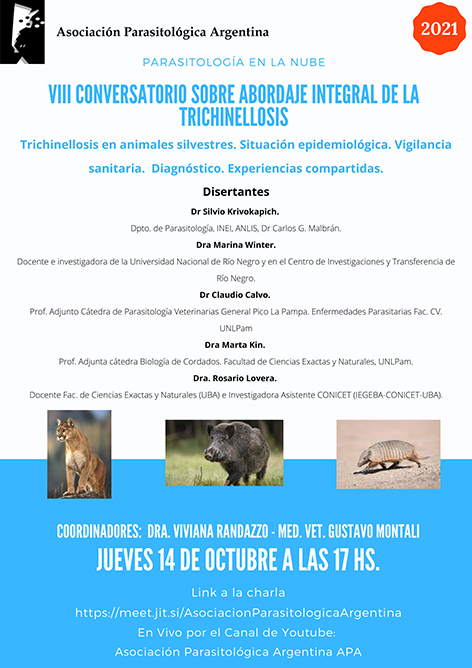 Asociación Parasitológica Argentina
2021
PARASITOLOGÍA EN LA NUBE
VIII CONVERSATORIO SOBRE ABORDAJE INTEGRAL DE LA
TRICHINELLOSIS
Trichinellosis en animales silvestres. Situación epidemiológica. Vigilancia
sanitaria. Diagnóstico. Experiencias compartidas.
Disertantes
Dr Silvio Krivokapich.
Dpto. de Parasitología, INEI, ANLIS, Dr Carlos G. Malbrán.
Dra Marina Winter.
Docente e investigadora de la Universidad Nacional de Río Negro y en el Centro de Investigaciones y Transferencia de
Río Negro.
Dr Claudio Calvo.
Prof. Adjunto Cátedra de Parasitología Veterinarias General Pico La Pampa. Enfermedades Parasitarias Fac. CV.
UNLPam
Dra Marta Kin.
Prof. Adjunta cátedra Biología de Cordados. Facultad de Ciencias Exactas y Naturales, UNLPam.
Dra. Rosario Lovera.
Docente Fac. de Ciencias Exactas y Naturales (UBA) e Investigadora Asistente CONICET (IEGEBA-CONICET-UBA).
COORDINADORES: DRA. VIVIANA RANDAZZO - MED. VET. GUSTAVO MONTALI
JUEVES 14 DE OCTUBRE A LAS 17 HS.
Link a la charla
https://meet.jit.si/AsociacionParasitologicaArgentina
En Vivo por el Canal de Youtube:
Asociación Parasitológica Argentina APA